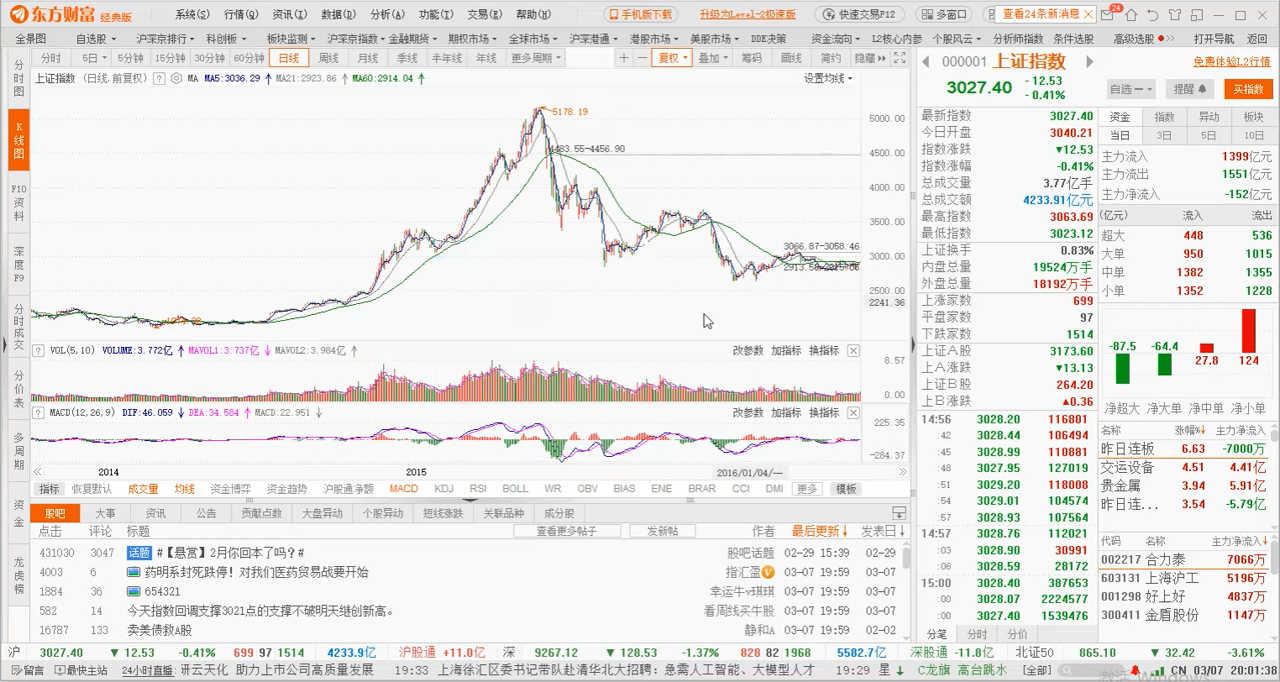 东方财富 经典版 系统(S) 行情(Q) 资讯(I) 数据(D) 分析(A) 功能(T) 交易(E) 帮助(H) 手机版下载 升级为Level-2极速版 快速交易F12 多窗口 查看24条新消息 24
全景图 自选股 沪深京排行 科创板 板块监测 沪深京指数 金融期货 期权市场 全球市场 沪深港通 港股市场 美股市场 DDE决策 资金流向 L2核心内参 个股风云 分析师指数 条件选股 高级选股 打开导航 返回
分时 5日 5分钟 15分钟 30分钟 60分钟 日线 周线 月线 季线 半年线 年线 更多周期 复权 叠加 筹码 画线 简约 隐藏
上证指数 (日线,前复权) ? MA MA5:3036.29 MA21:2923.86 MA60:2914.04 设置均线
分时图
K线图
F10资料
深度F9
分时成交
分价表
多周期
资金
龙虎榜
5178.19
4483.55-4456.90
3066.87-3058.46
5000.00
4500.00
4000.00
3500.00
3000.00
2500.00
2241.36
? VOL(5,10) VOLUME:3.772亿 MAVOL1:3.737亿 MAVOL2:3.984亿 改参数 加指标 换指标
8.57
0.00
? MACD(12,26,9) DIF:46.059 DEA:34.584 MACD:22.951 改参数 加指标 换指标
225.35
-284.37
2014 2015 2016/01/04/一
指标 恢复默认 成交量 均线 资金博弈 资金趋势 沪股通净额 MACD KDJ RSI BOLL WR OBV BIAS ENE BRAR CCI DMI 更多 模板
股吧 大事 资讯 公告 贡献点数 大盘异动 个股异动 短线涨跌 关联品种 成分股
点击 评论 标题 查看更多帖子 发新帖 作者 最后更新 发表日
431030 3047 话题 #【悬赏】2月你回本了吗？# 股吧话题 02-29 15:39 02-29
4003 6 药明系封死跌停！对我们医药贸易战要开始 指汇盈 03-07 19:59 03-07
1884 36 654321 幸运牛v琪琪 03-07 19:59 03-07
582 14 今天指数回调支撑3021点的支撑不破明天继创新高。 看周线买牛股 03-07 19:59 03-07
16787 133 卖美债救A股 静和A 03-07 19:59 02-02
000001 上证指数 免费体验L2行情
3027.40 -12.53 -0.41% 自选 提醒 买指数
最新指数 3027.40
今日开盘 3040.21
指数涨跌 ▼12.53
指数涨幅 -0.41%
总成交量 3.77亿手
总成交额 4233.91亿元
最高指数 3063.69
最低指数 3023.12
上证换手 0.83%
内盘总量 19524万手
外盘总量 18192万手
上涨家数 699
平盘家数 97
下跌家数 1514
上证A股 3173.60
上A涨跌 ▼13.13
上证B股 264.20
上B涨跌 ▲0.36
14:56 3028.20 116801
:42 3028.44 106494
:45 3028.99 110881
:48 3027.95 127019
:51 3029.20 118008
:54 3029.01 104574
:57 3028.93 107564
14:57 3028.76 112021
:03 3028.90 30991
:06 3028.59 28172
15:00 3028.40 387653
:00 3028.07 2224577
:00 3027.40 1539476
分笔 分时 分价
资金 指数 异动 板块
当日 3日 5日 10日
主力流入 1399亿元
主力流出 1551亿元
主力净流入 -152亿元
(亿元) 流入 流出
超大 448 536
大单 950 1015
中单 1382 1355
小单 1352 1228
-87.5 -64.4 27.8 124
净超大 净大单 净中单 净小单
名称 涨幅% 主力净流入
昨日连板 6.63 -7000万
交运设备 4.51 4.41亿
贵金属 3.94 5.91亿
昨日连... 3.54 -5.79亿
代码 名称 主力净流入
002217 合力泰 7066万
603131 上海沪工 5196万
001298 好上好 4837万
300411 金盾股份 1147万
沪 3027.40 ▼12.53 -0.41% 699 97 1514 4233.9亿 沪股通 +11.0亿 深 9267.12 ▼128.53 -1.37% 828 82 1968 5582.7亿 深股通 -11.8亿 北证50 865.10 ▼32.42 -3.61%
留留 最快主站 24小时直播: 昕云天化 助力上市公司高质量发展 19:33 上海徐汇区委书记带队赴清华北大招聘：急需人工智能、大模型人才 19:29 星 C龙旗 高台跳水 [全部] CN 03/07 20:01:38